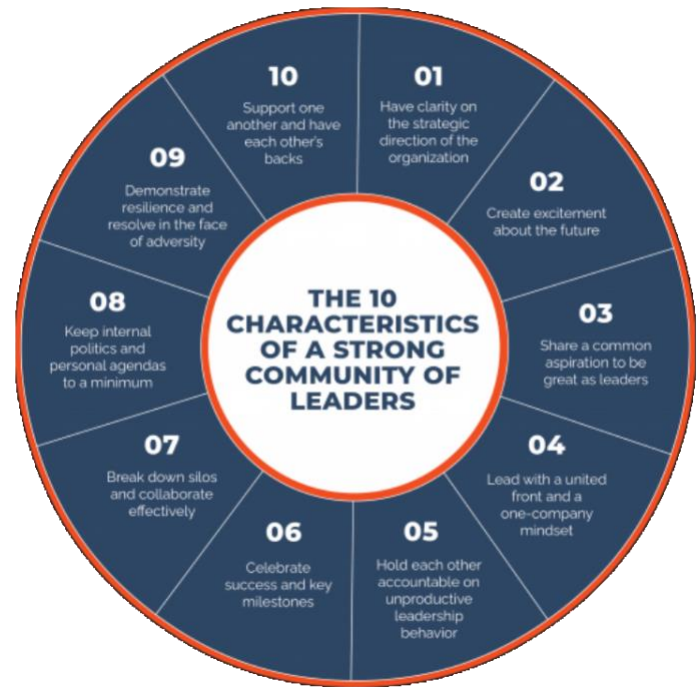 THE 10
CHARACTERISTICS
OF A STRONG
COMMUNITY OF
LEADERS
01
Have clarity on
the strategic
direction of the
organization
02
Create excitement
about the future
03
Share a common
aspiration to be
great as leaders
04
Lead with a united
front and a
one-company
mindset
05
Hold each other
accountable on
unproductive
leadership
behavior
06
Celebrate
success and key
milestones
07
Break down silos
and collaborate
effectively
08
Keep internal
politics and
personal agendas
to a minimum
09
Demonstrate
resilience and
resolve in the face
of adversity
10
Support one
another and have
each other's
backs